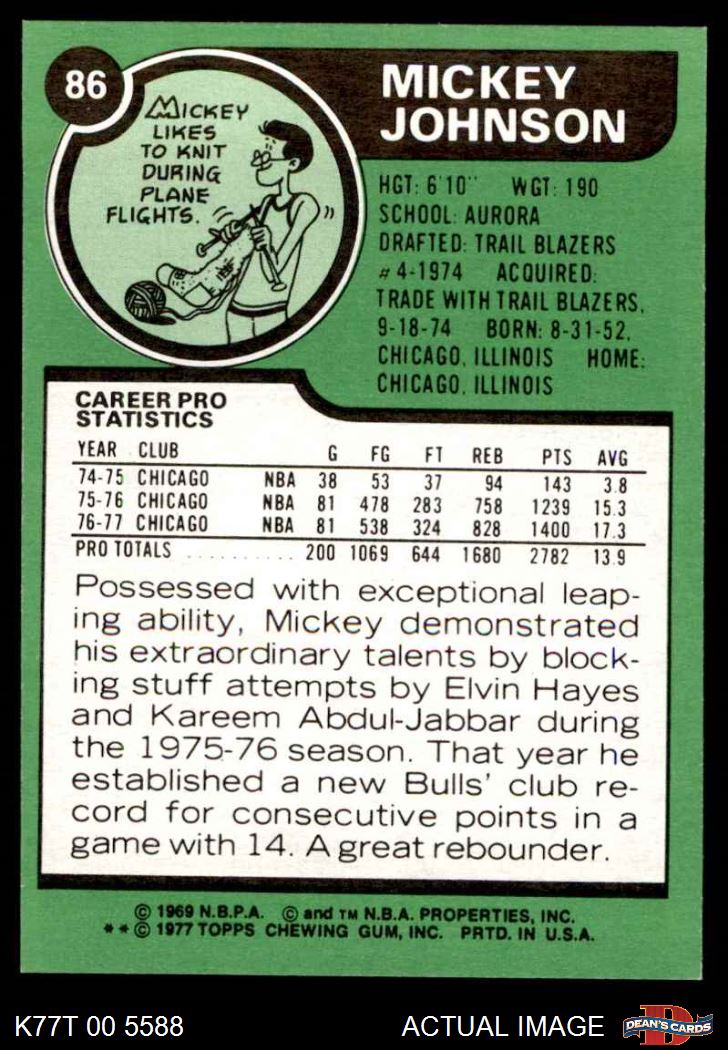 86
MICKEY
LIKES
TO KNIT
DURING
PLANE
FLIGHTS.
MICKEY
JOHNSON
HGT: 6'10" WGT: 190
SCHOOL: AURORA
DRAFTED: TRAIL BLAZERS
#4-1974 ACQUIRED:
TRADE WITH TRAIL BLAZERS,
9-18-74 BORN: 8-31-52,
CHICAGO, ILLINOIS HOME:
CHICAGO, ILLINOIS
CAREER PRO
STATISTICS
YEAR CLUB G FG FT REB PTS AVG
74-75 CHICAGO NBA 38 53 37 94 143 3.8
75-76 CHICAGO NBA 81 478 283 758 1239 15.3
76-77 CHICAGO NBA 81 538 324 828 1400 17.3
PRO TOTALS .......... 200 1069 644 1680 2782 13.9
Possessed with exceptional leap-
ing ability, Mickey demonstrated
his extraordinary talents by block-
ing stuff attempts by Elvin Hayes
and Kareem Abdul-Jabbar during
the 1975-76 season. That year he
established a new Bulls' club re-
cord for consecutive points in a
game with 14. A great rebounder.
© 1969 N.B.P.A. © and TM N.B.A. PROPERTIES, INC.
**© 1977 TOPPS CHEWING GUM, INC. PRTD. IN U.S.A.
K77T 00 5588 ACTUAL IMAGE
D
DEAN'S CARDS